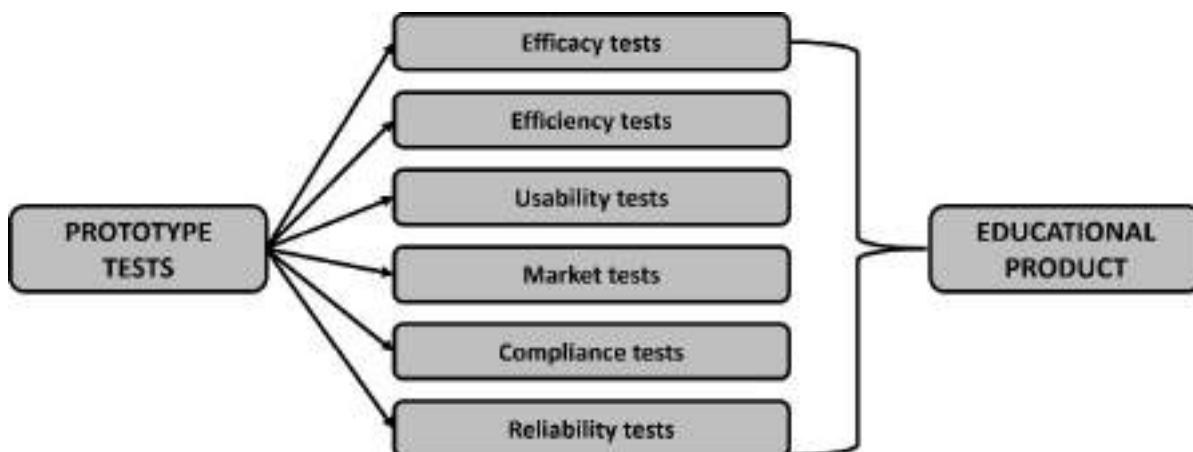 PROTOTYPE
TESTS
Efficacy tests
Efficiency tests
Usability tests
Market tests
Compliance tests
Reliability tests
EDUCATIONAL
PRODUCT